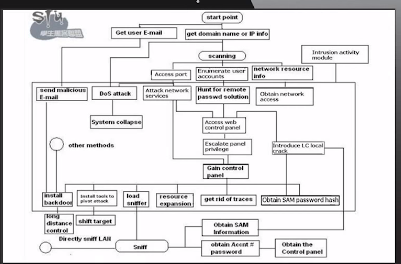 start point
Get user E-mail
get domain name or IP info
scanning
Intrusion activity
module
Access port
Enumerate user
accounts
network resource
info
send malicious
E-mail
DoS attack
Attack network
services
Hunt for remote
passwd solution
Obtain network
access
System collapse
Access web
control panel
other methods
Escalate panel
privilege
Introduce LC local
crack
Gain control
panel
Install
backdoor
Install tools to
pivot attack
load
sniffer
resource
expansion
get rid of traces
Obtain SAM password hash
long
distance
control
shift target
Obtain SAM
Information
Directly sniff LAN
Sniff
obtain Accnt #
password
Obtain the
Control panel